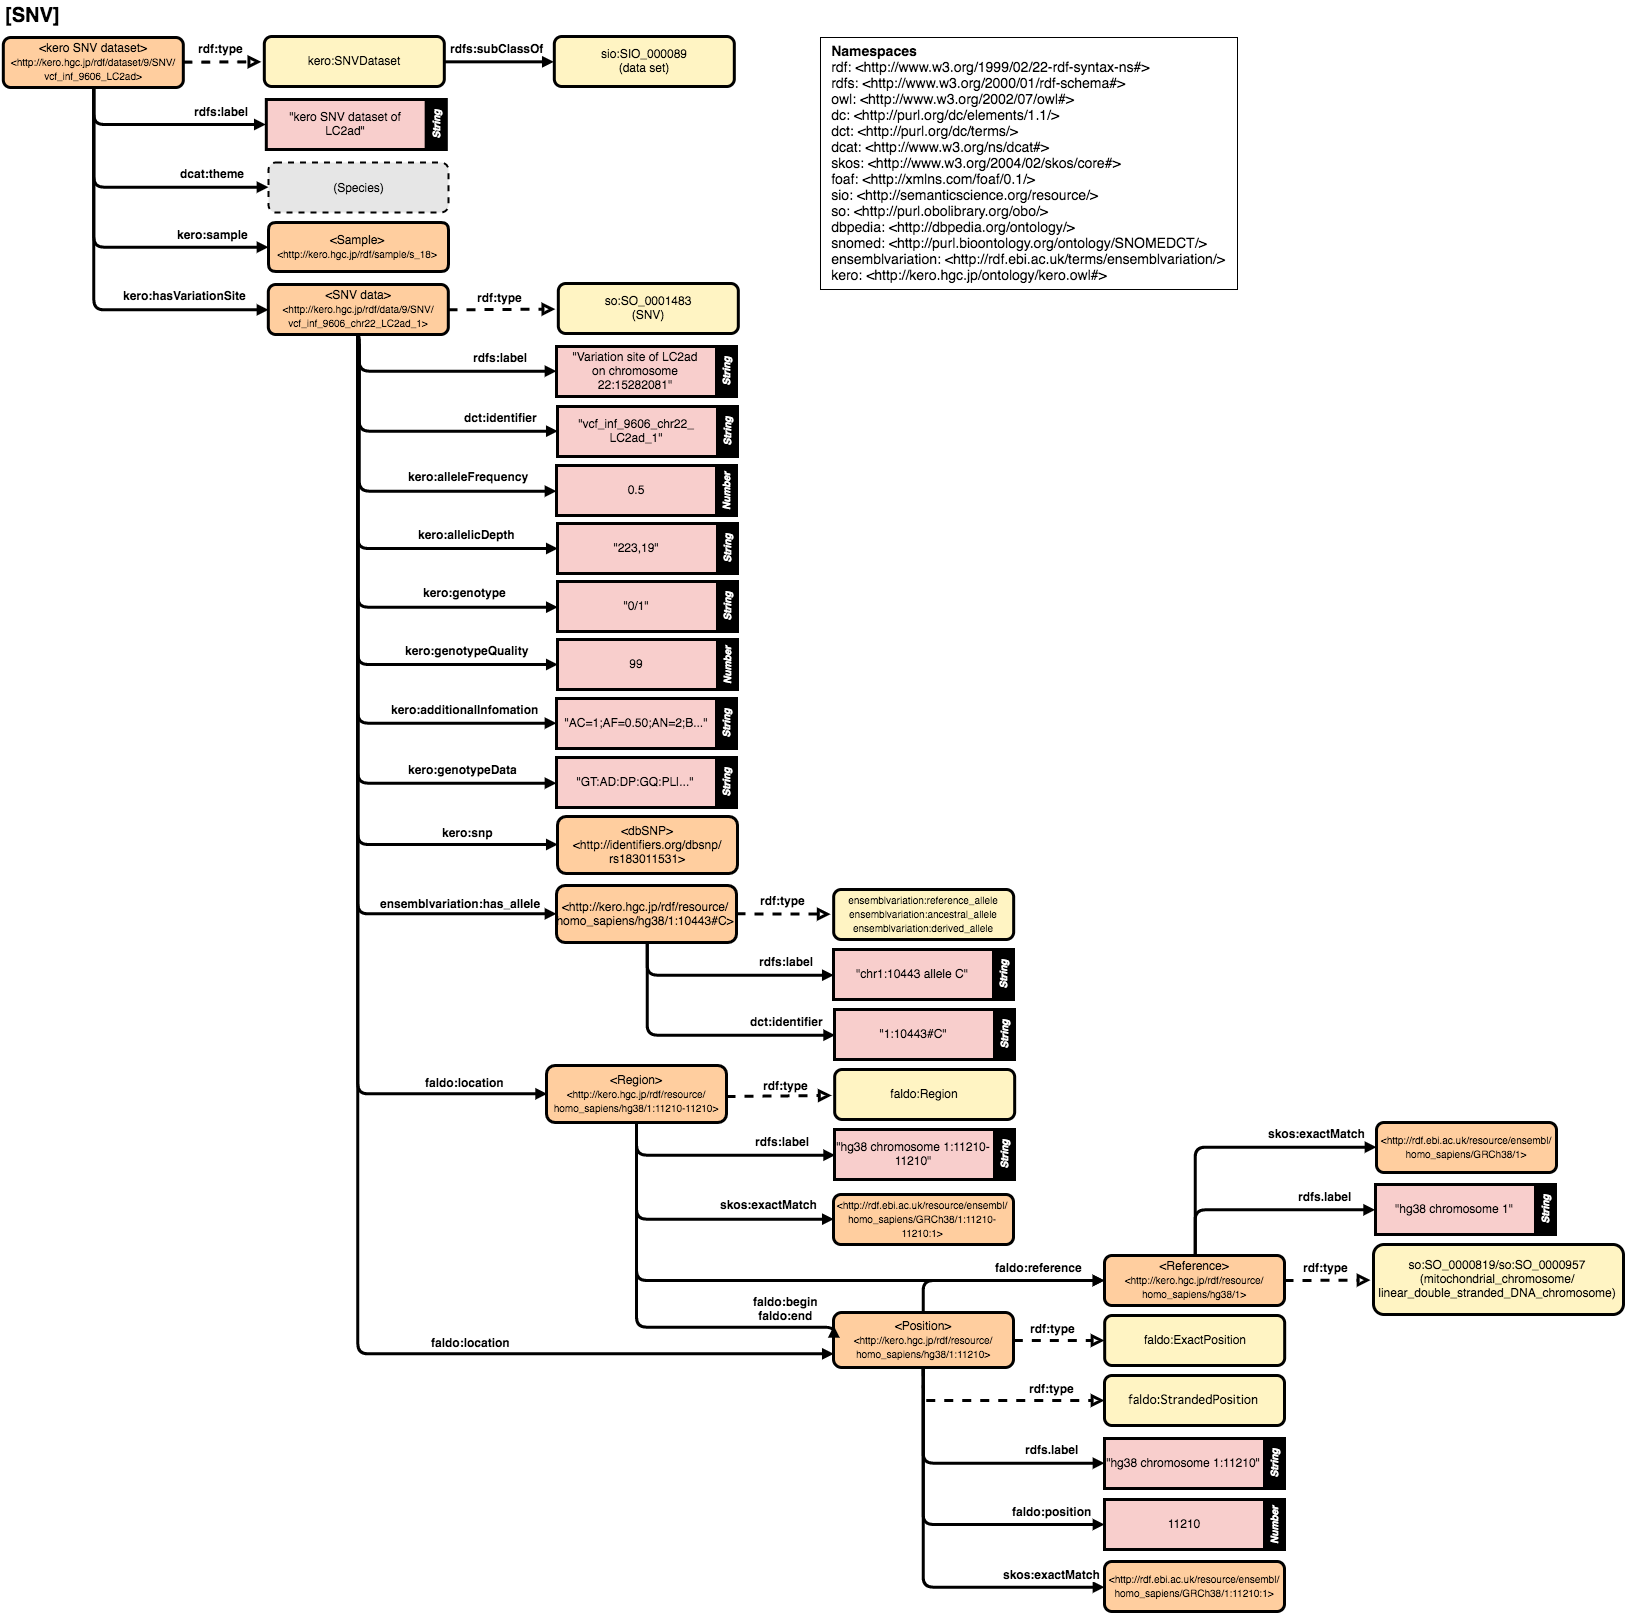 [SNV]
<kero SNV dataset>
<http://kero.hgc.jp/rdf/dataset/9/SNV/
vcf_inf_9606_LC2ad>
rdf:type
kero:SNVDataset
rdfs:subClassOf
sio:SIO_000089
(data set)
Namespaces
rdf: <http://www.w3.org/1999/02/22-rdf-syntax-ns#>
rdfs: <http://www.w3.org/2000/01/rdf-schema#>
owl: <http://www.w3.org/2002/07/owl#>
dc: <http://purl.org/dc/elements/1.1/>
dct: <http://purl.org/dc/terms/>
dcat: <http://www.w3.org/ns/dcat#>
skos: <http://www.w3.org/2004/02/skos/core#>
foaf: <http://xmlns.com/foaf/0.1/>
sio: <http://semanticscience.org/resource/>
so: <http://purl.obolibrary.org/obo/>
dbpedia: <http://dbpedia.org/ontology/>
snomed: <http://purl.bioontology.org/ontology/SNOMEDCT/>
ensemblvariation: <http://rdf.ebi.ac.uk/terms/ensemblvariation/>
kero: <http://kero.hgc.jp/ontology/kero.owl#>
rdfs:label
"kero SNV dataset of
LC2ad"
String
dcat:theme
(Species)
kero:sample
<Sample>
<http://kero.hgc.jp/rdf/sample/s_18>
kero:hasVariationSite
<SNV data>
<http://kero.hgc.jp/rdf/data/9/SNV/
vcf_inf_9606_chr22_LC2ad_1>
rdf:type
so:SO_0001483
(SNV)
rdfs:label
"Variation site of LC2ad
on chromosome
22:15282081"
String
dct:identifier
"vcf_inf_9606_chr22_
LC2ad_1"
String
kero:alleleFrequency
0.5
Number
kero:allelicDepth
"223,19"
String
kero:genotype
"0/1"
String
kero:genotypeQuality
99
Number
kero:additionalInfomation
"AC=1;AF=0.50;AN=2;B..."
String
kero:genotypeData
"GT:AD:DP:GQ:PLI..."
String
kero:snp
<dbSNP>
<http://identifiers.org/dbsnp/
rs183011531>
ensemblvariation:has_allele
<http://kero.hgc.jp/rdf/resource/
homo_sapiens/hg38/1:10443#C>
rdf:type
ensemblvariation:reference_allele
ensemblvariation:ancestral_allele
ensemblvariation:derived_allele
rdfs:label
"chr1:10443 allele C"
String
dct:identifier
"1:10443#C"
String
faldo:location
<Region>
<http://kero.hgc.jp/rdf/resource/
homo_sapiens/hg38/1:11210-11210>
rdf:type
faldo:Region
rdfs:label
"hg38 chromosome 1:11210-
11210"
String
skos:exactMatch
<http://rdf.ebi.ac.uk/resource/ensembl/
homo_sapiens/GRCh38/1:11210-
11210:1>
skos:exactMatch
<http://rdf.ebi.ac.uk/resource/ensembl/
homo_sapiens/GRCh38/1>
rdfs.label
"hg38 chromosome 1"
String
faldo:reference
<Reference>
<http://kero.hgc.jp/rdf/resource/
homo_sapiens/hg38/1>
rdf:type
so:SO_0000819/so:SO_0000957
(mitochondrial_chromosome/
linear_double_stranded_DNA_chromosome)
faldo:begin
faldo:end
faldo:location
<Position>
<http://kero.hgc.jp/rdf/resource/
homo_sapiens/hg38/1:11210>
rdf:type
faldo:ExactPosition
rdf:type
faldo:StrandedPosition
rdfs.label
"hg38 chromosome 1:11210"
String
faldo:position
11210
Number
skos:exactMatch
<http://rdf.ebi.ac.uk/resource/ensembl/
homo_sapiens/GRCh38/1:11210:1>